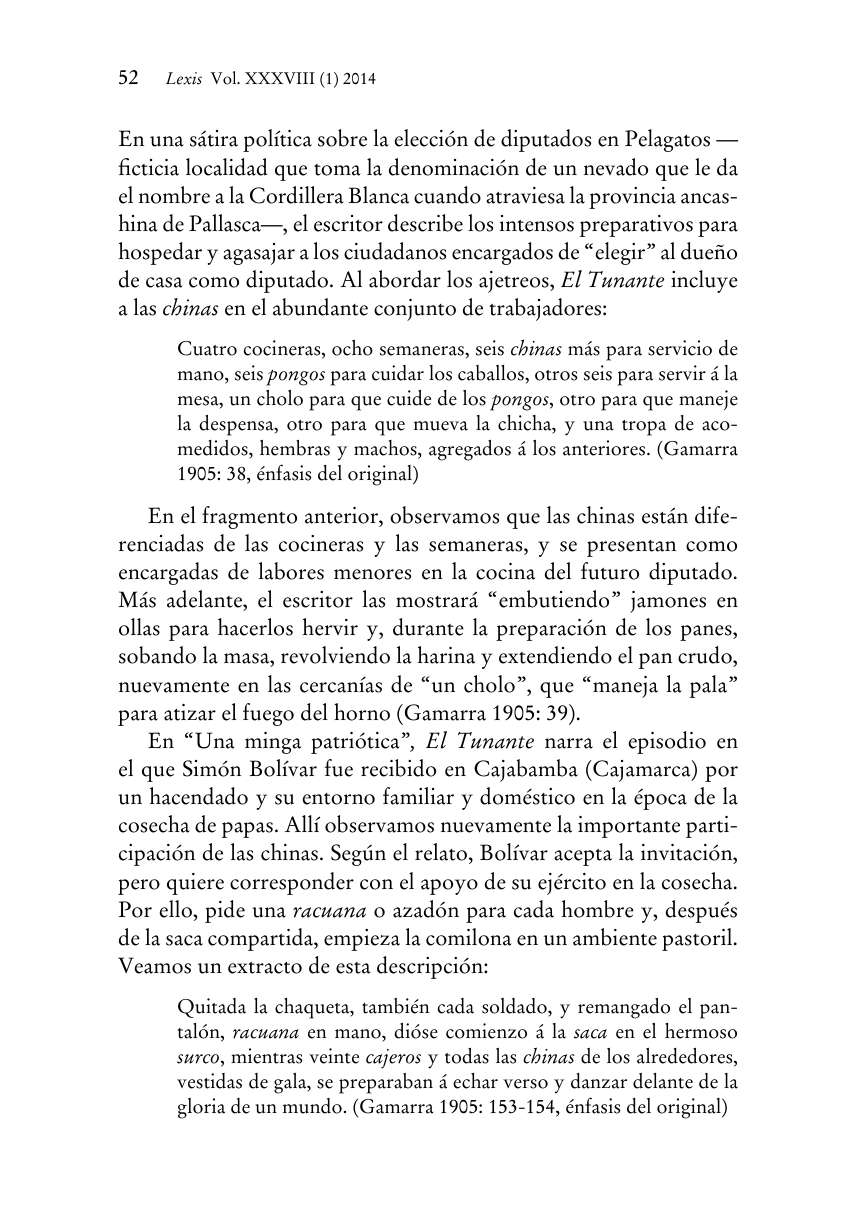 52 Lexis Vol. XXXVIII (1) 2014
En una sátira política sobre la elección de diputados en Pelagatos —
ficticia localidad que toma la denominación de un nevado que le da
el nombre a la Cordillera Blanca cuando atraviesa la provincia ancas-
hina de Pallasca—, el escritor describe los intensos preparativos para
hospedar y agasajar a los ciudadanos encargados de “elegir” al dueño
de casa como diputado. Al abordar los ajetreos, El Tunante incluye
a las chinas en el abundante conjunto de trabajadores:
Cuatro cocineras, ocho semaneras, seis chinas más para servicio de
mano, seis pongos para cuidar los caballos, otros seis para servir á la
mesa, un cholo para que cuide de los pongos, otro para que maneje
la despensa, otro para que mueva la chicha, y una tropa de aco-
medidos, hembras y machos, agregados á los anteriores. (Gamarra
1905: 38, énfasis del original)
En el fragmento anterior, observamos que las chinas están dife-
renciadas de las cocineras y las semaneras, y se presentan como
encargadas de labores menores en la cocina del futuro diputado.
Más adelante, el escritor las mostrará “embutiendo” jamones en
ollas para hacerlos hervir y, durante la preparación de los panes,
sobando la masa, revolviendo la harina y extendiendo el pan crudo,
nuevamente en las cercanías de “un cholo”, que “maneja la pala”
para atizar el fuego del horno (Gamarra 1905: 39).
En “Una minga patriótica”, El Tunante narra el episodio en
el que Simón Bolívar fue recibido en Cajabamba (Cajamarca) por
un hacendado y su entorno familiar y doméstico en la época de la
cosecha de papas. Allí observamos nuevamente la importante parti-
cipación de las chinas. Según el relato, Bolívar acepta la invitación,
pero quiere corresponder con el apoyo de su ejército en la cosecha.
Por ello, pide una racuana o azadón para cada hombre y, después
de la saca compartida, empieza la comilona en un ambiente pastoril.
Veamos un extracto de esta descripción:
Quitada la chaqueta, también cada soldado, y remangado el pan-
talón, racuana en mano, dióse comienzo á la saca en el hermoso
surco, mientras veinte cajeros y todas las chinas de los alrededores,
vestidas de gala, se preparaban á echar verso y danzar delante de la
gloria de un mundo. (Gamarra 1905: 153-154, énfasis del original)